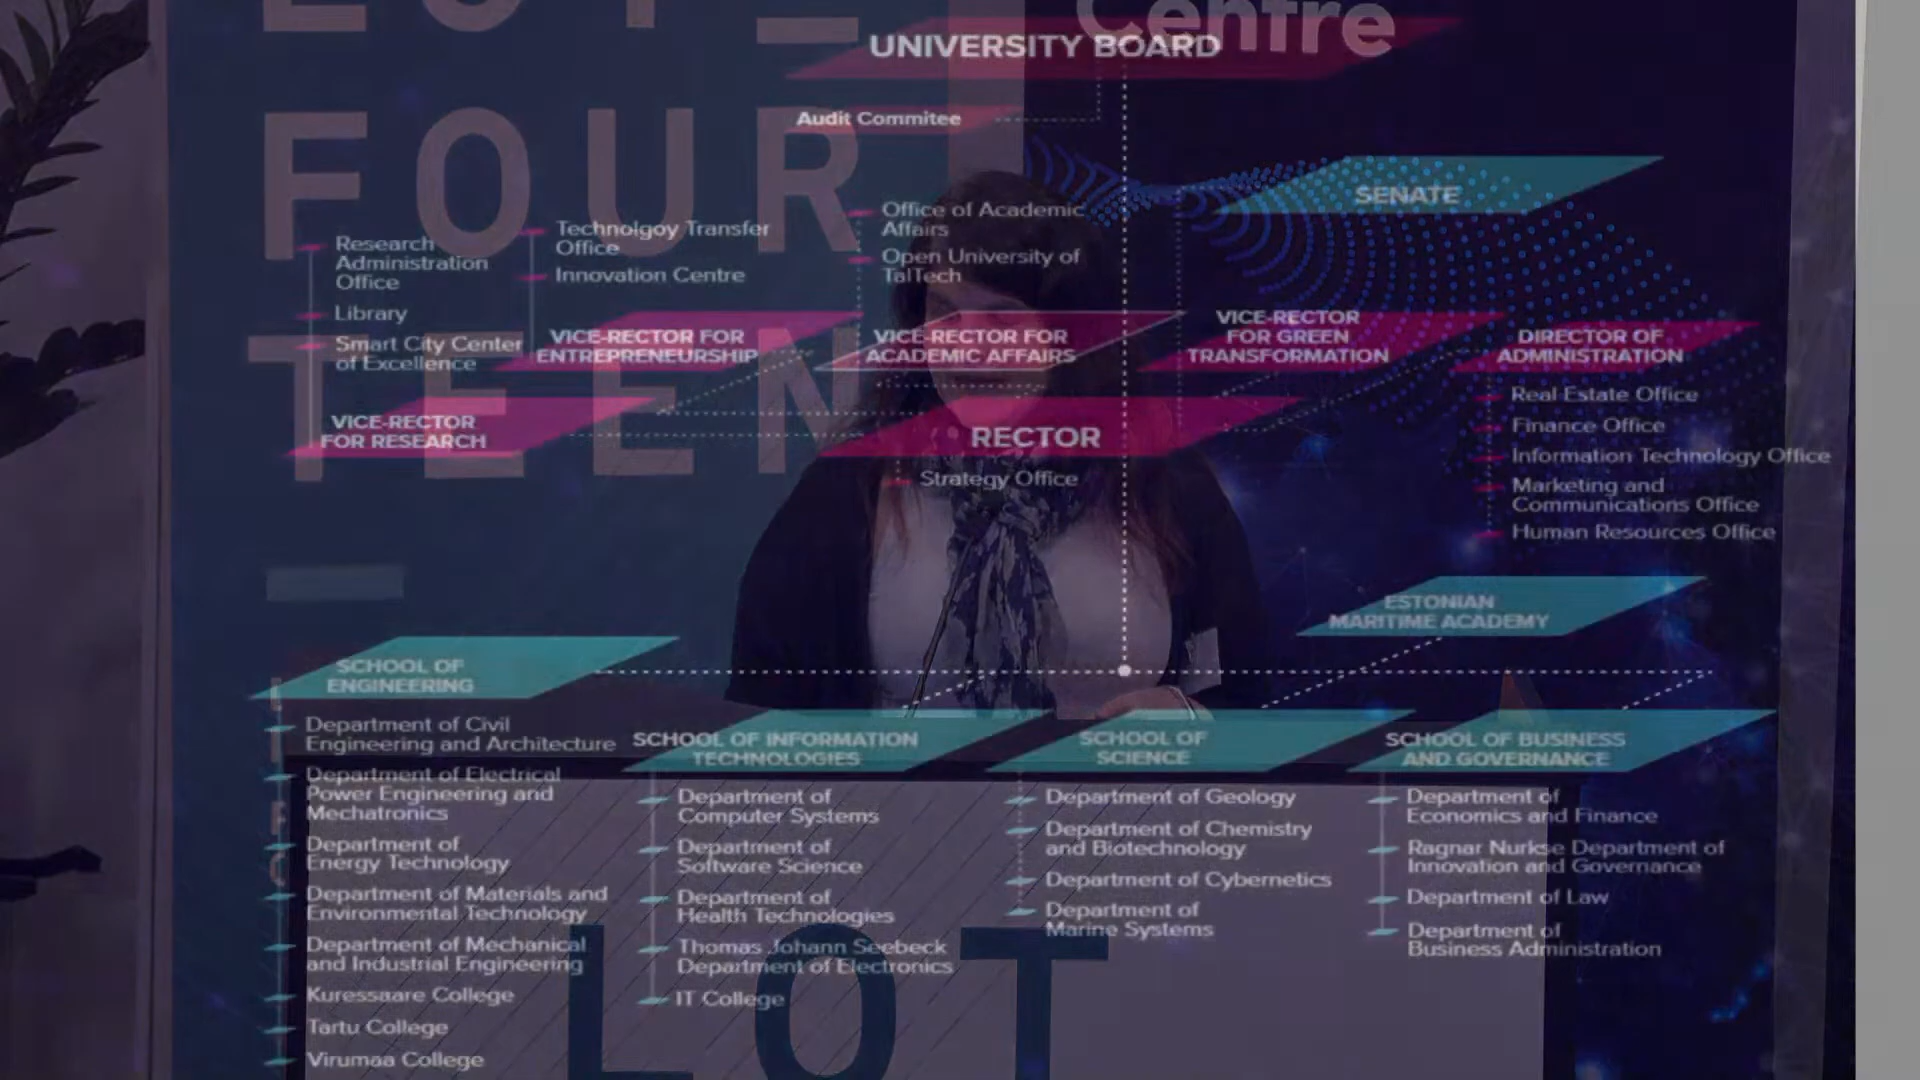 LOT_
FOUR
TEEN
Centre
UNIVERSITY BOARD
Audit Commitee
SENATE
Research
Administration
Office
Library
Smart City Center
of Excellence
Technolgoy Transfer
Office
Innovation Centre
Office of Academic
Affairs
Open University of
TalTech
VICE-RECTOR FOR
ENTREPRENEURSHIP
VICE-RECTOR FOR
ACADEMIC AFFAIRS
VICE-RECTOR
FOR GREEN
TRANSFORMATION
DIRECTOR OF
ADMINISTRATION
Real Estate Office
Finance Office
Information Technology Office
Marketing and
Communications Office
Human Resources Office
VICE-RECTOR
FOR RESEARCH
RECTOR
Strategy Office
ESTONIAN
MARITIME ACADEMY
SCHOOL OF
ENGINEERING
Department of Civil
Engineering and Architecture
Department of Electrical
Power Engineering and
Mechatronics
Department of
Energy Technology
Department of Materials and
Environmental Technology
Department of Mechanical
and Industrial Engineering
Kuressaare College
Tartu College
Virumaa College
SCHOOL OF INFORMATION
TECHNOLOGIES
Department of
Computer Systems
Department of
Software Science
Department of
Health Technologies
Thomas Johann Seebeck
Department of Electronics
IT College
SCHOOL OF
SCIENCE
Department of Geology
Department of Chemistry
and Biotechnology
Department of Cybernetics
Department of
Marine Systems
SCHOOL OF BUSINESS
AND GOVERNANCE
Department of
Economics and Finance
Ragnar Nurkse Department of
Innovation and Governance
Department of Law
Department of
Business Administration
LOT